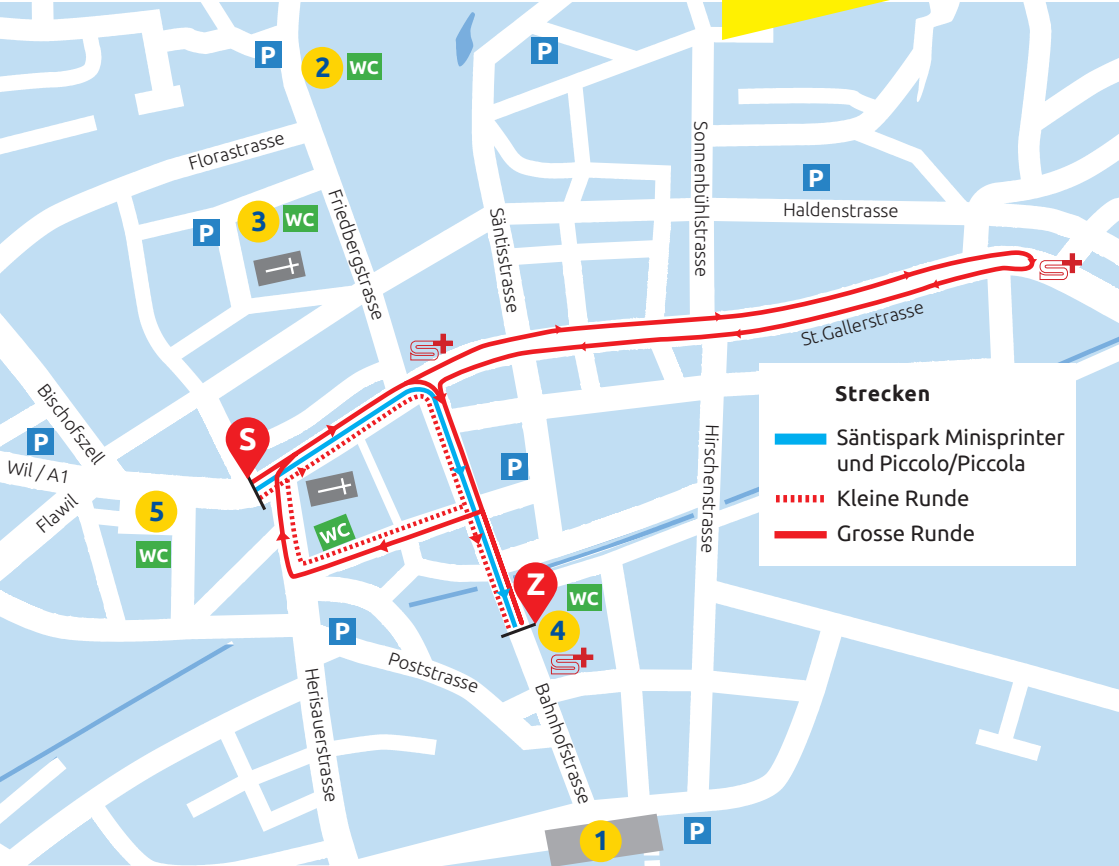 P
2
WC
P
Florastrasse
Sonnenbühlstrasse
P
Haldenstrasse
3
WC
P
Friedbergstrasse
Säntisstrasse
S
St.Gallerstrasse
S
Bischofszell
P
Wil / A1
Flawil
S
5
WC
WC
P
Hirschenstrasse
Strecken
Säntispark Minisprinter
und Piccolo/Piccola
Kleine Runde
Grosse Runde
Z
WC
4
S
P
Poststrasse
Herisauerstrasse
Bahnhofstrasse
1
P